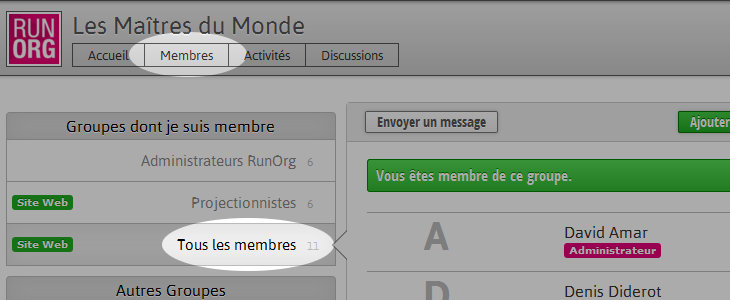 RUN
ORG
Les Maîtres du Monde
Accueil Membres Activités Discussions
Groupes dont je suis membre
Administrateurs RunOrg 6
Site Web Projectionnistes 6
Site Web Tous les membres 11
Autres Groupes
Envoyer un message Ajouter
Vous êtes membre de ce groupe.
A David Amar
Administrateur
D Denis Diderot